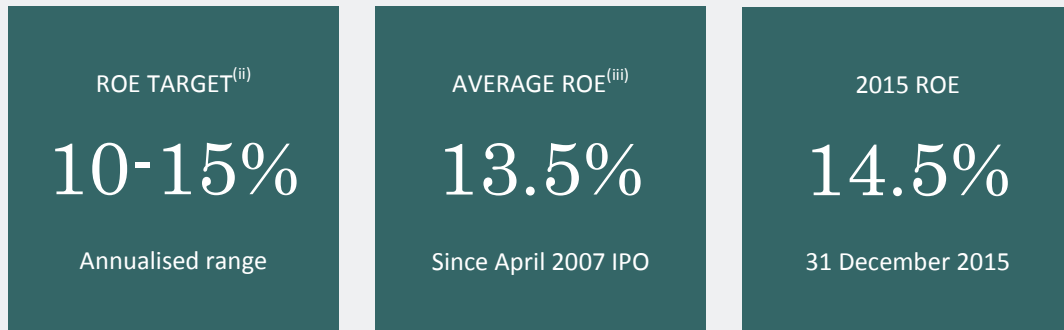 ROE TARGET(ii)
10-15%
Annualised range
AVERAGE ROE(iii)
13.5%
Since April 2007 IPO
2015 ROE
14.5%
31 December 2015